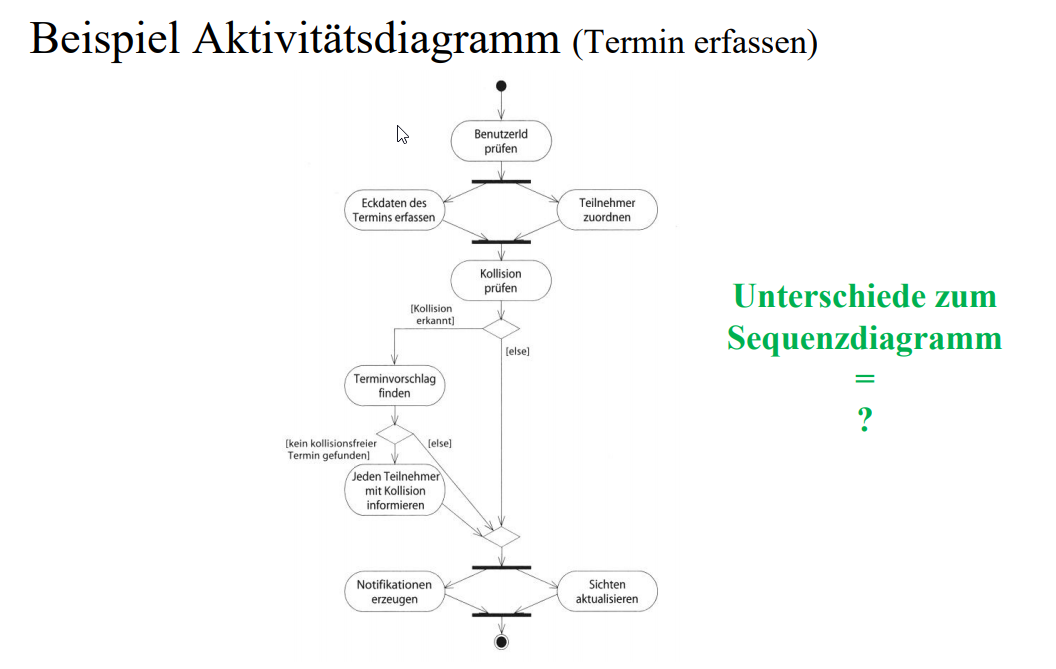 Beispiel Aktivitätsdiagramm (Termin erfassen)
BenutzerId
prüfen
Eckdaten des
Termins erfassen
Teilnehmer
zuordnen
Kollision
prüfen
[Kollision
erkannt]
[else]
Terminvorschlag
finden
[kein kollisionsfreier
Termin gefunden]
[else]
Jeden Teilnehmer
mit Kollision
informieren
Notifikationen
erzeugen
Sichten
aktualisieren
Unterschiede zum
Sequenzdiagramm
=
?